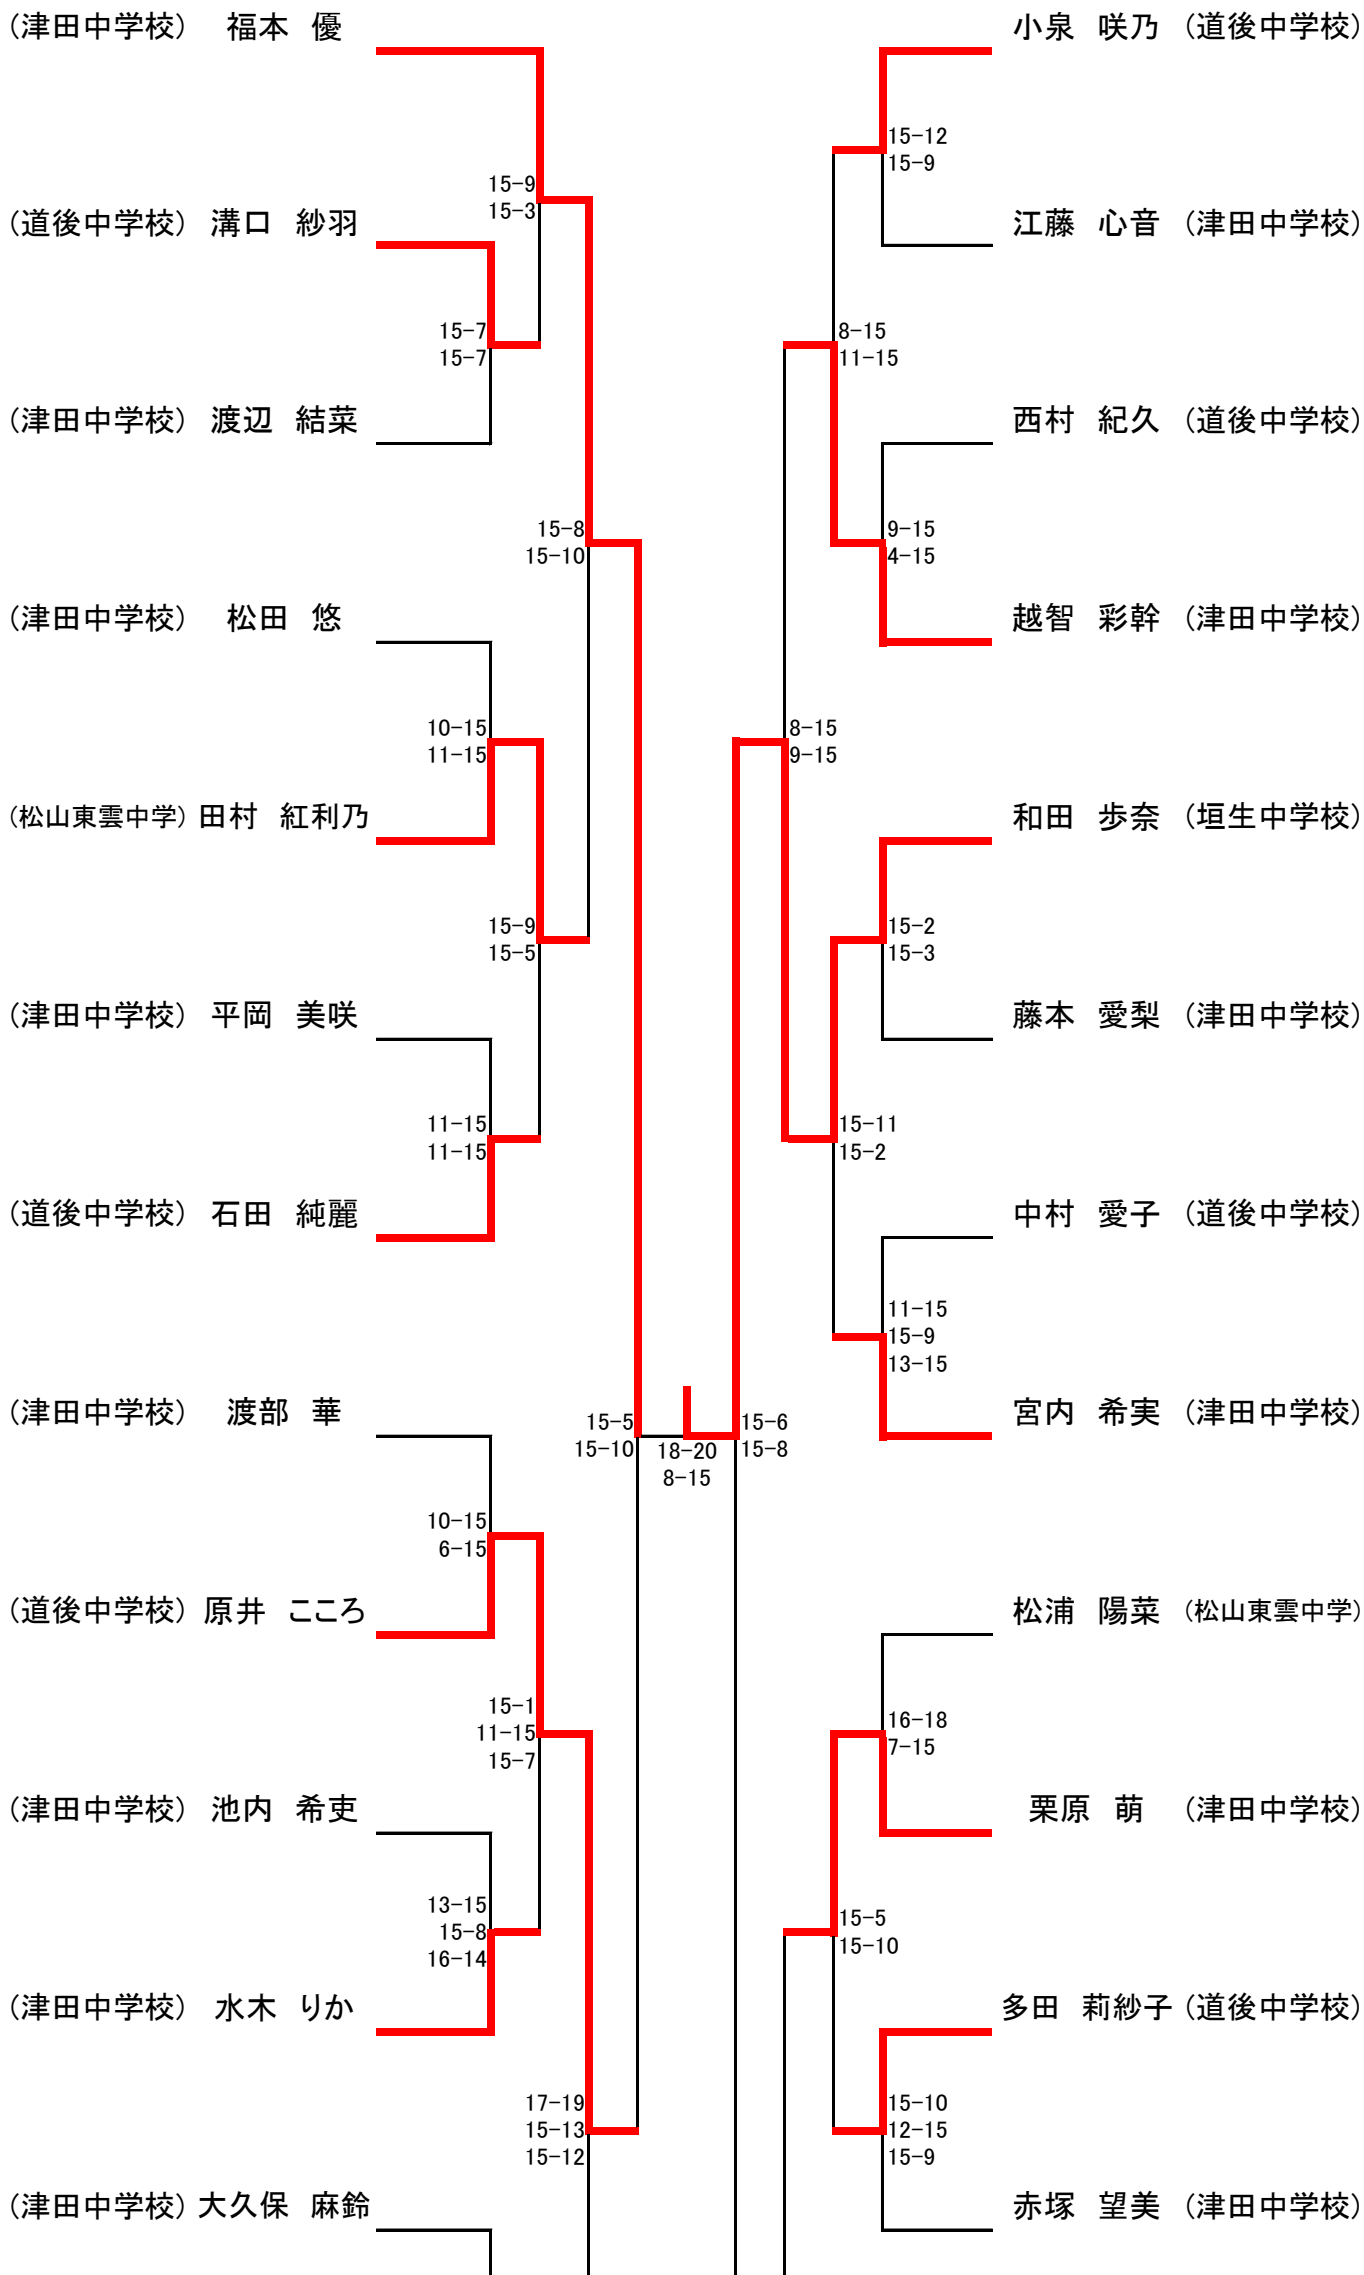 (津田中学校) 福本 優
15-9
15-3
(道後中学校) 溝口 紗羽
15-7
15-7
(津田中学校) 渡辺 結菜
15-8
15-10
(津田中学校) 松田 悠
10-15
11-15
(松山東雲中学) 田村 紅利乃
15-9
15-5
(津田中学校) 平岡 美咲
11-15
11-15
(道後中学校) 石田 純麗
(津田中学校) 渡部 華
15-5
15-10
10-15
6-15
(道後中学校) 原井 こころ
15-1
11-15
15-7
(津田中学校) 池内 希吏
13-15
15-8
16-14
(津田中学校) 水木 りか
17-19
15-13
15-12
(津田中学校) 大久保 麻鈴
18-20
8-15
小泉 咲乃 (道後中学校)
15-12
15-9
江藤 心音 (津田中学校)
8-15
11-15
西村 紀久 (道後中学校)
9-15
4-15
越智 彩幹 (津田中学校)
8-15
9-15
和田 歩奈 (垣生中学校)
15-2
15-3
藤本 愛梨 (津田中学校)
15-11
15-2
中村 愛子 (道後中学校)
11-15
15-9
13-15
宮内 希実 (津田中学校)
15-6
15-8
松浦 陽菜 (松山東雲中学)
16-18
7-15
栗原 萌 (津田中学校)
15-5
15-10
多田 莉紗子 (道後中学校)
15-10
12-15
15-9
赤塚 望美 (津田中学校)